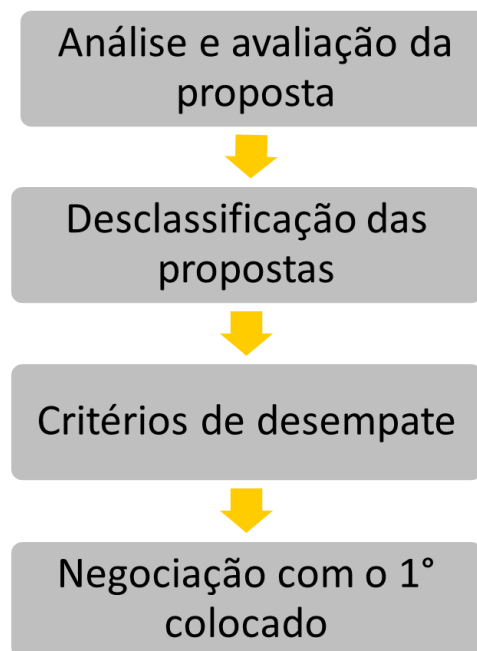 Análise e avaliação da
proposta
Desclassificação das
propostas
Critérios de desempate
Negociação com o 1°
colocado